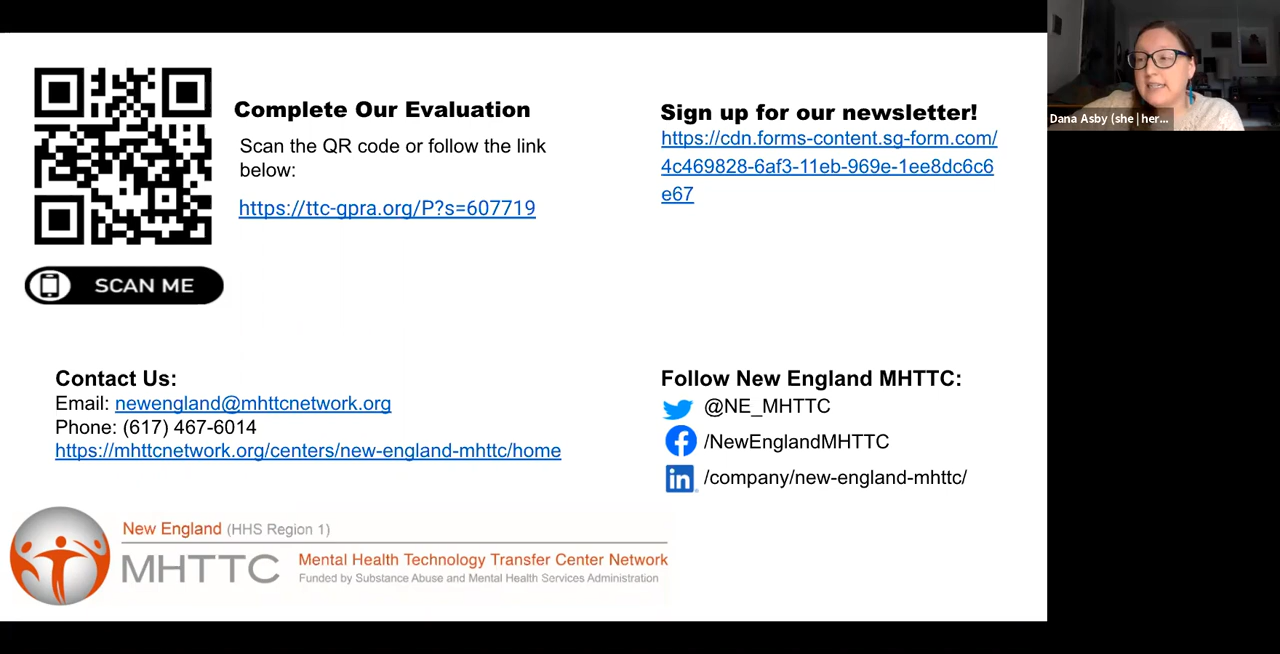 Complete Our Evaluation
Scan the QR code or follow the link
below:
https://ttc-gpra.org/P?s=607719
SCAN ME
Sign up for our newsletter!
https://cdn.forms-content.sg-form.com/
4c469828-6af3-11eb-969e-1ee8dc6c6
e67
Dana Asby (she | her...
Contact Us:
Email: newengland@mhttcnetwork.org
Phone: (617) 467-6014
https://mhttcnetwork.org/centers/new-england-mhttc/home
Follow New England MHTTC:
@NE_MHTTC
/NewEnglandMHTTC
in
/company/new-england-mhttc/
New England (HHS Region 1)
MHTTC
Mental Health Technology Transfer Center Network
Funded by Substance Abuse and Mental Health Services Administration